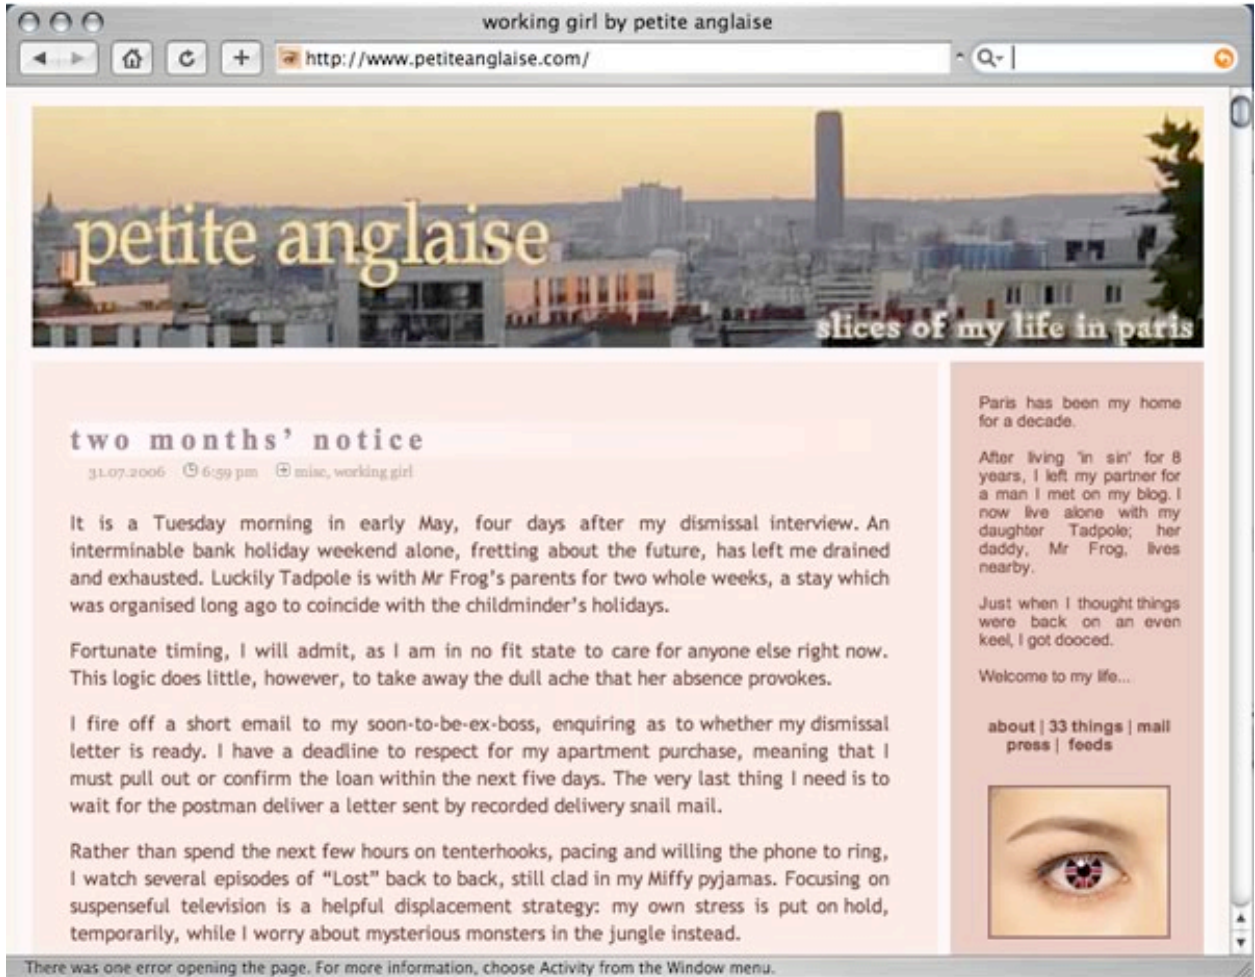 working girl by petite anglaise
http://www.petiteanglaise.com/
petite anglaise
slices of my life in paris
two months’ notice
31.07.2006 6:59 pm misc, working girl
It is a Tuesday morning in early May, four days after my dismissal interview. An
interminable bank holiday weekend alone, fretting about the future, has left me drained
and exhausted. Luckily Tadpole is with Mr Frog’s parents for two whole weeks, a stay which
was organised long ago to coincide with the childminder’s holidays.
Fortunate timing, I will admit, as I am in no fit state to care for anyone else right now.
This logic does little, however, to take away the dull ache that her absence provokes.
I fire off a short email to my soon-to-be-ex-boss, enquiring as to whether my dismissal
letter is ready. I have a deadline to respect for my apartment purchase, meaning that I
must pull out or confirm the loan within the next five days. The very last thing I need is to
wait for the postman deliver a letter sent by recorded delivery snail mail.
Rather than spend the next few hours on tenterhooks, pacing and willing the phone to ring,
I watch several episodes of “Lost” back to back, still clad in my Miffy pyjamas. Focusing on
suspenseful television is a helpful displacement strategy: my own stress is put on hold,
temporarily, while I worry about mysterious monsters in the jungle instead.
Paris has been my home
for a decade.
After living 'in sin' for 8
years, I left my partner for
a man I met on my blog. I
now live alone with my
daughter Tadpole; her
daddy, Mr Frog, lives
nearby.
Just when I thought things
were back on an even
keel, I got dooced.
Welcome to my life...
about | 33 things | mail
press | feeds
There was one error opening the page. For more information, choose Activity from the Window menu.